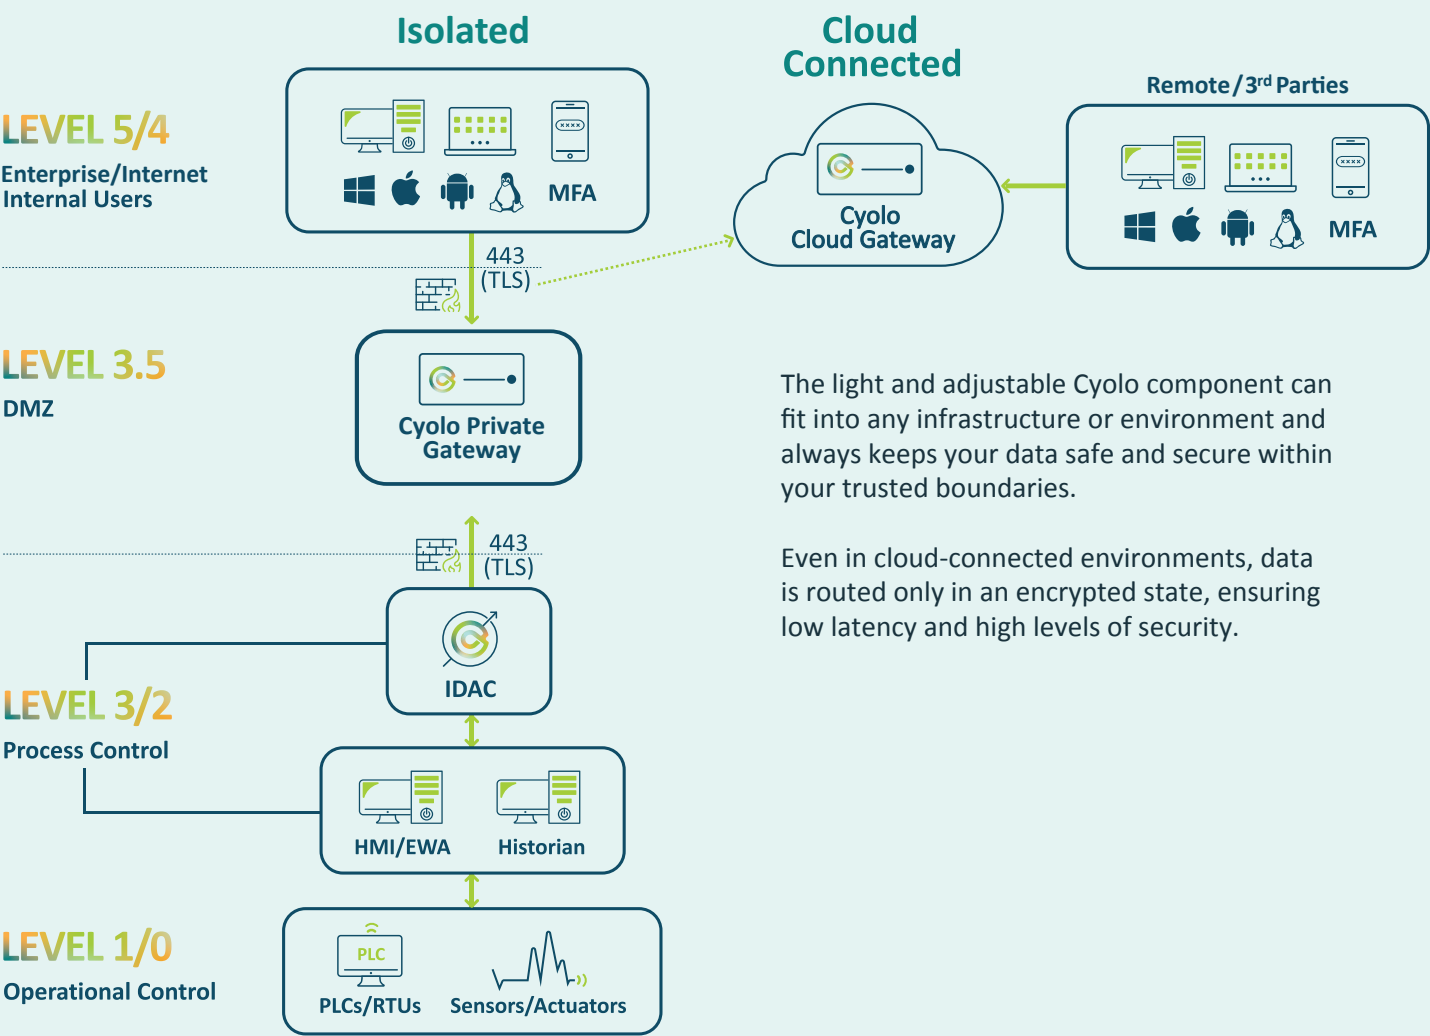 Isolated
Cloud
Connected
Remote/3rd Parties
LEVEL 5/4
Enterprise/Internet
Internal Users
MFA
Cyolo
Cloud Gateway
MFA
443
(TLS)
LEVEL 3.5
DMZ
Cyolo Private
Gateway
The light and adjustable Cyolo component can
fit into any infrastructure or environment and
always keeps your data safe and secure within
your trusted boundaries.
Even in cloud-connected environments, data
is routed only in an encrypted state, ensuring
low latency and high levels of security.
443
(TLS)
IDAC
LEVEL 3/2
Process Control
HMI/EWA
Historian
LEVEL 1/0
Operational Control
PLC
PLCs/RTUs
Sensors/Actuators